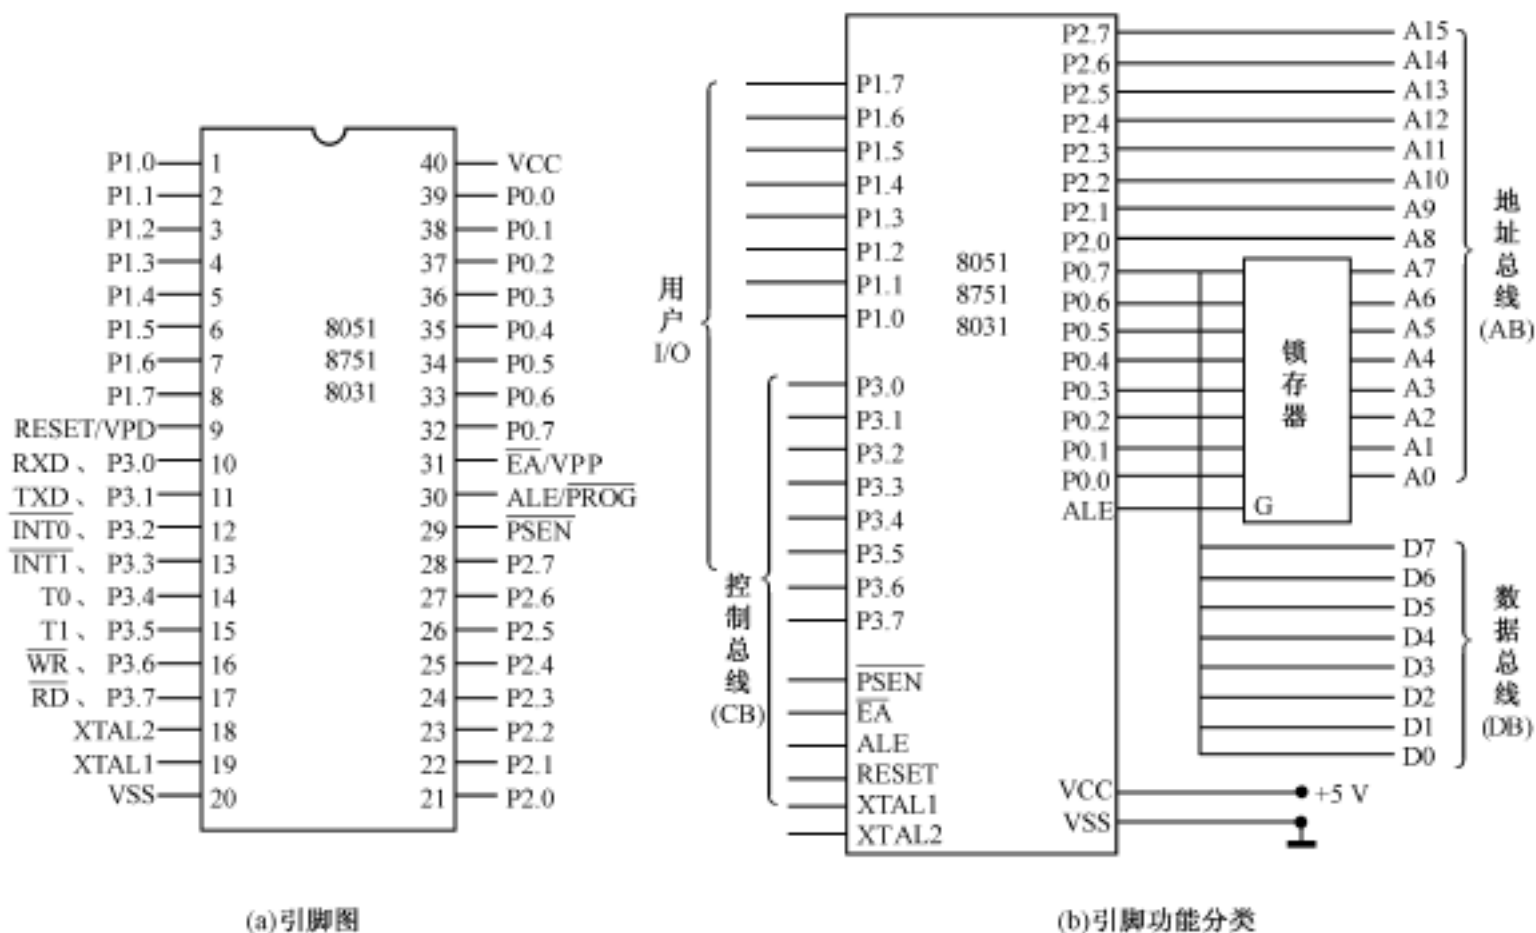 P1.0 1 40 VCC
P1.1 2 39 P0.0
P1.2 3 38 P0.1
P1.3 4 37 P0.2
P1.4 5 36 P0.3
P1.5 6 8051 35 P0.4
P1.6 7 8751 34 P0.5
P1.7 8 8031 33 P0.6
RESET/VPD 9 32 P0.7
RXD、 P3.0 10 31 E̅A̅/VPP
TXD、 P3.1 11 30 ALE/P̅R̅O̅G̅
I̅N̅T̅0̅、 P3.2 12 29 P̅S̅E̅N̅
I̅N̅T̅1̅、 P3.3 13 28 P2.7
T0、 P3.4 14 27 P2.6
T1、 P3.5 15 26 P2.5
W̅R̅、 P3.6 16 25 P2.4
R̅D̅、 P3.7 17 24 P2.3
XTAL2 18 23 P2.2
XTAL1 19 22 P2.1
VSS 20 21 P2.0
(a)引脚图
用户I/O
控制总线(CB)
P1.7
P1.6
P1.5
P1.4
P1.3
P1.2
P1.1
P1.0
P3.0
P3.1
P3.2
P3.3
P3.4
P3.5
P3.6
P3.7
P̅S̅E̅N̅
E̅A̅
ALE
RESET
XTAL1
XTAL2
8051
8751
8031
P2.7 A15
P2.6 A14
P2.5 A13
P2.4 A12
P2.3 A11
P2.2 A10
P2.1 A9
P2.0 A8
P0.7 A7
P0.6 A6
P0.5 A5
P0.4 A4
P0.3 A3
P0.2 A2
P0.1 A1
P0.0 A0
ALE G
锁存器
地址总线(AB)
D7
D6
D5
D4
D3
D2
D1
D0
数据总线(DB)
VCC +5 V
VSS
(b)引脚功能分类